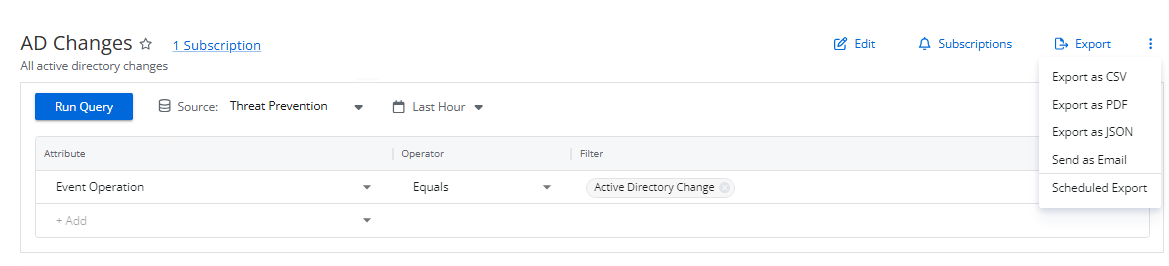 AD Changes 1 Subscription Edit Subscriptions Export
All active directory changes
Export as CSV
Run Query Source: Threat Prevention Last Hour
Export as PDF
Export as JSON
Attribute Operator Filter
Send as Email
Event Operation Equals Active Directory Change Scheduled Export
+ Add